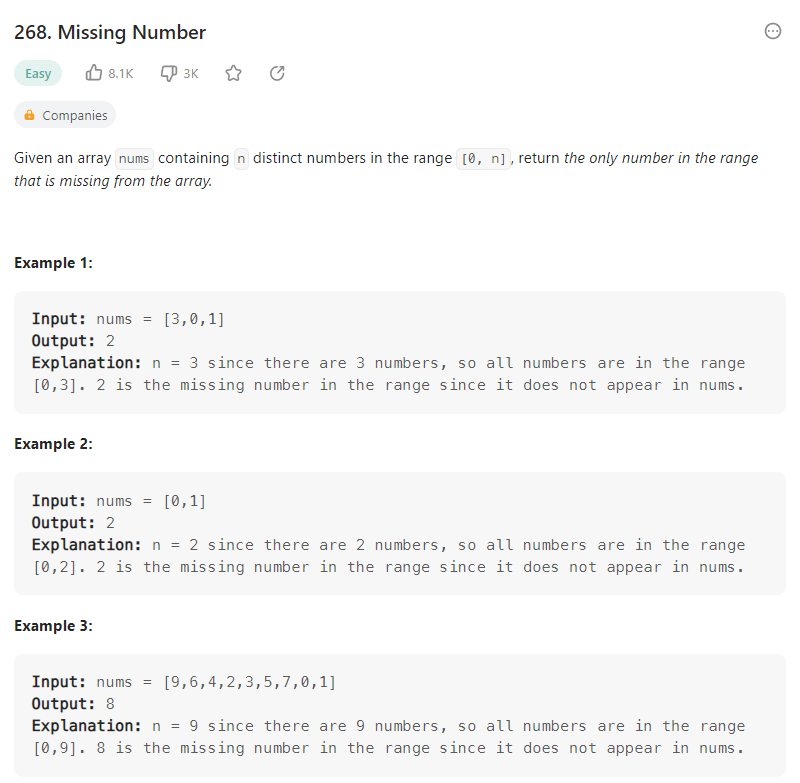 268. Missing Number
Easy 8.1K 3K
Companies
Given an array nums containing n distinct numbers in the range [0, n], return the only number in the range
that is missing from the array.
Example 1:
Input: nums = [3,0,1]
Output: 2
Explanation: n = 3 since there are 3 numbers, so all numbers are in the range
[0,3]. 2 is the missing number in the range since it does not appear in nums.
Example 2:
Input: nums = [0,1]
Output: 2
Explanation: n = 2 since there are 2 numbers, so all numbers are in the range
[0,2]. 2 is the missing number in the range since it does not appear in nums.
Example 3:
Input: nums = [9,6,4,2,3,5,7,0,1]
Output: 8
Explanation: n = 9 since there are 9 numbers, so all numbers are in the range
[0,9]. 8 is the missing number in the range since it does not appear in nums.